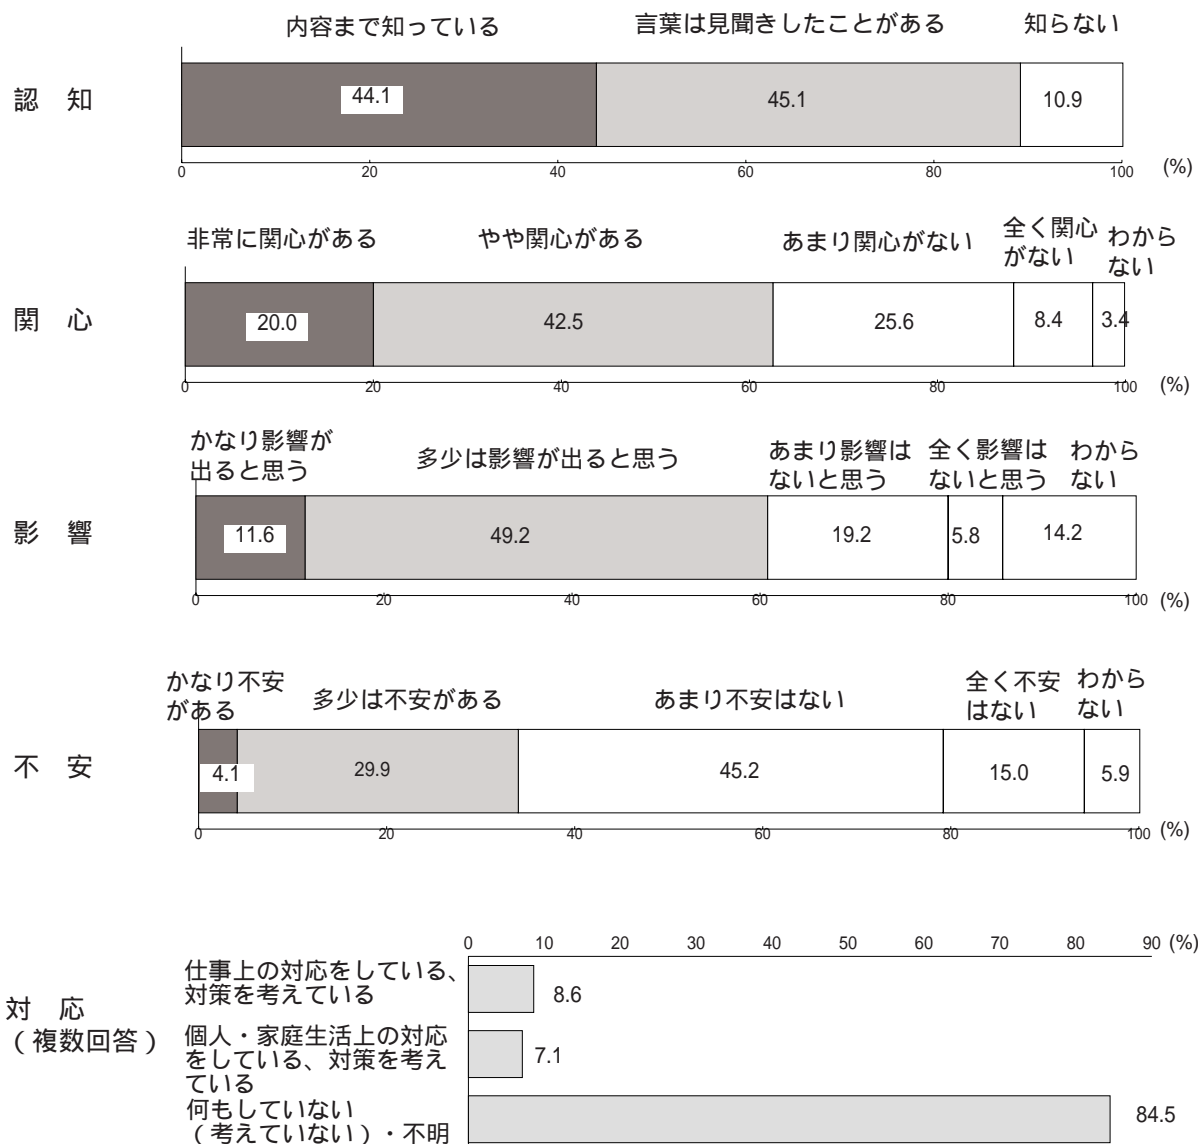 内容まで知っている 言葉は見聞きしたことがある 知らない
認 知
44.1 45.1 10.9
0 20 40 60 80 100 (%)
非常に関心がある やや関心がある あまり関心がない 全く関心 わから
がない ない
関 心
20.0 42.5 25.6 8.4 3.4
0 20 40 60 80 100 (%)
かなり影響が 多少は影響が出ると思う あまり影響は 全く影響は わから
出ると思う ないと思う ないと思う ない
影 響
11.6 49.2 19.2 5.8 14.2
0 20 40 60 80 100 (%)
かなり不安 多少は不安がある あまり不安はない 全く不安 わから
がある はない ない
不 安
4.1 29.9 45.2 15.0 5.9
0 20 40 60 80 100 (%)
0 10 20 30 40 50 60 70 80 90 (%)
対 応
(複数回答)
仕事上の対応をしている、
対策を考えている
8.6
個人・家庭生活上の対応
をしている、対策を考え
ている
7.1
何もしていない
(考えていない)・不明
84.5